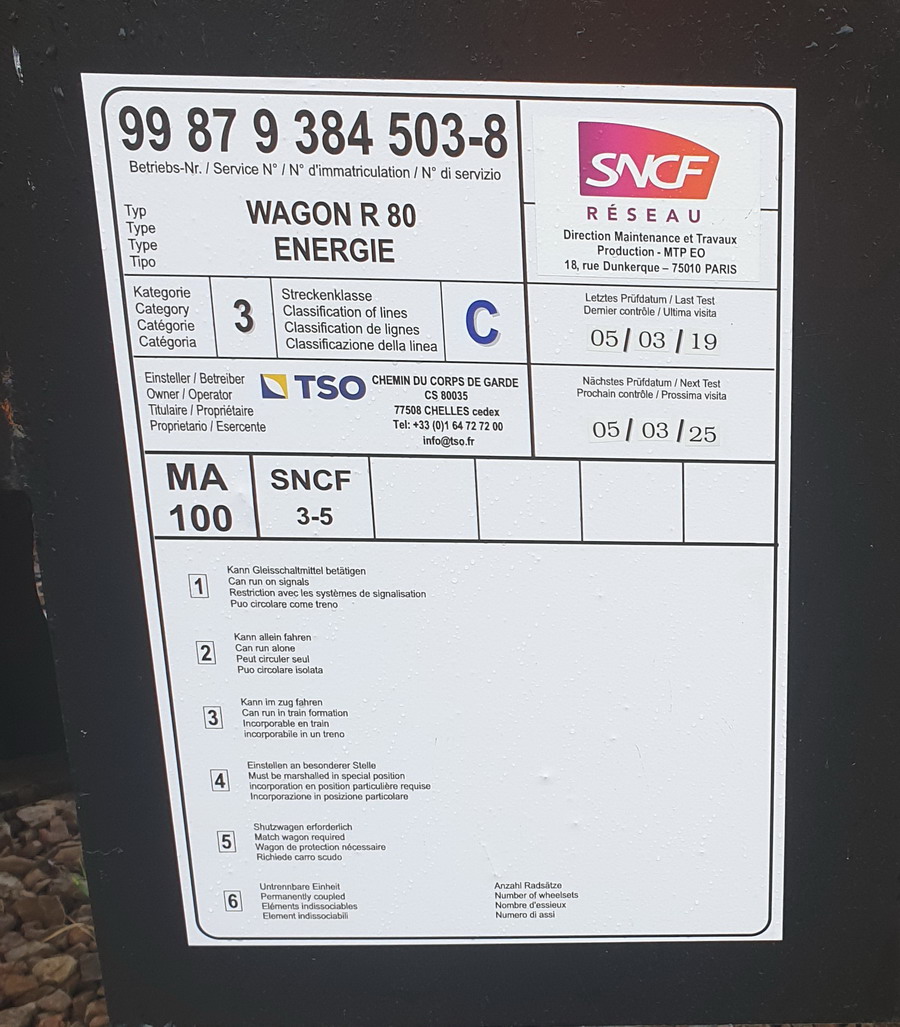 99 87 9 384 503-8
Betriebs-Nr. / Service N° / N° d'immatriculation / N° di servizio
Typ
Type
Type
Tipo
WAGON R 80
ENERGIE
SNCF
RÉSEAU
Direction Maintenance et Travaux
Production - MTP EO
18, rue Dunkerque – 75010 PARIS
Kategorie
Category
Catégorie
Catégoria
3
Streckenklasse
Classification of lines
Classification de lignes
Classificazione della linea
C
Letztes Prüfdatum / Last Test
Dernier contrôle / Ultima visita
05 / 03 / 19
Einsteller / Betreiber
Owner / Operator
Titulaire / Propriétaire
Proprietario / Esercente
TSO
CHEMIN DU CORPS DE GARDE
CS 80035
77508 CHELLES cedex
Tel: +33 (0)1 64 72 72 00
info@tso.fr
Nächstes Prüfdatum / Next Test
Prochain contrôle / Prossima visita
05 / 03 / 25
MA
100
SNCF
3-5
1
Kann Gleisschaltmittel betätigen
Can run on signals
Restriction avec les systèmes de signalisation
Puo circolare come treno
2
Kann allein fahren
Can run alone
Peut circuler seul
Puo circolare isolata
3
Kann im zug fahren
Can run in train formation
Incorporable en train
incorporabile in un treno
4
Einstellen an besonderer Stelle
Must be marshalled in special position
incorporation en position particulière requise
Incorporazione in posizione particolare
5
Shutzwagen erforderlich
Match wagon required
Wagon de protection nécessaire
Richiede carro scudo
6
Untrennbare Einheit
Permanently coupled
Eléments indissociables
Element indissociabili
Anzahl Radsätze
Number of wheelsets
Nombre d'essieux
Numero di assi